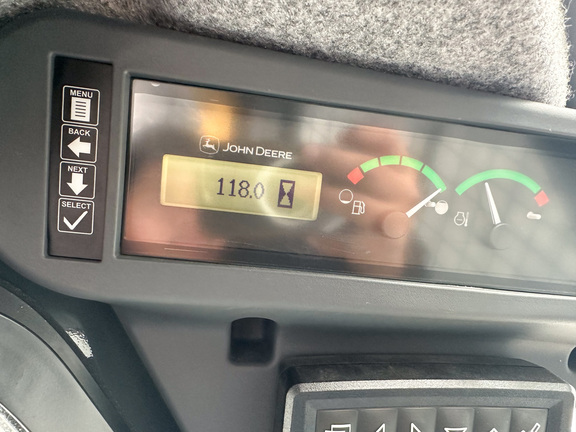 MENU
BACK
NEXT
SELECT
JOHN DEERE
118.0